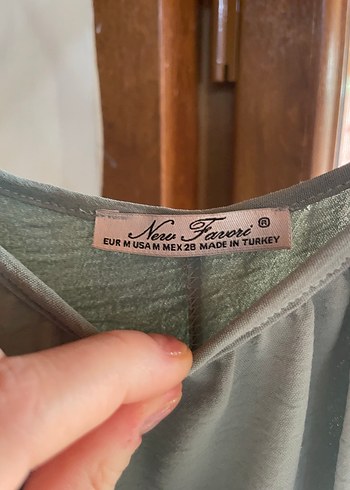 New Favori ®
EUR M USA M MEX 28 MADE IN TURKEY